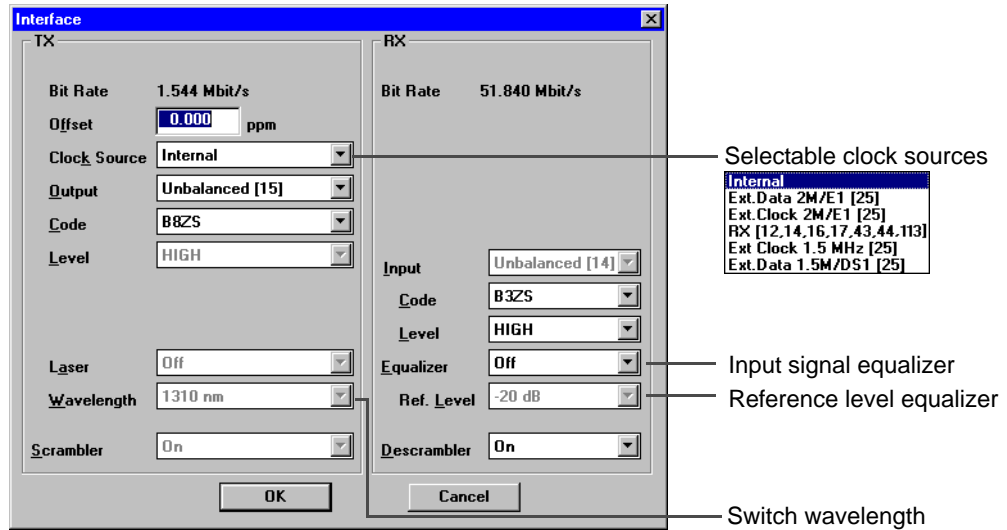 Interface
TX
Bit Rate 1.544 Mbit/s
Offset 0.000 ppm
Clock Source Internal
Output Unbalanced [15]
Code B8ZS
Level HIGH
Laser Off
Wavelength 1310 nm
Scrambler On
RX
Bit Rate 51.840 Mbit/s
Input Unbalanced [14]
Code B3ZS
Level HIGH
Equalizer Off
Ref. Level -20 dB
Descrambler On
OK
Cancel
Selectable clock sources
Internal
Ext.Data 2M/E1 [25]
Ext.Clock 2M/E1 [25]
RX [12,14,16,17,43,44,113]
Ext Clock 1.5 MHz [25]
Ext.Data 1.5M/DS1 [25]
Input signal equalizer
Reference level equalizer
Switch wavelength